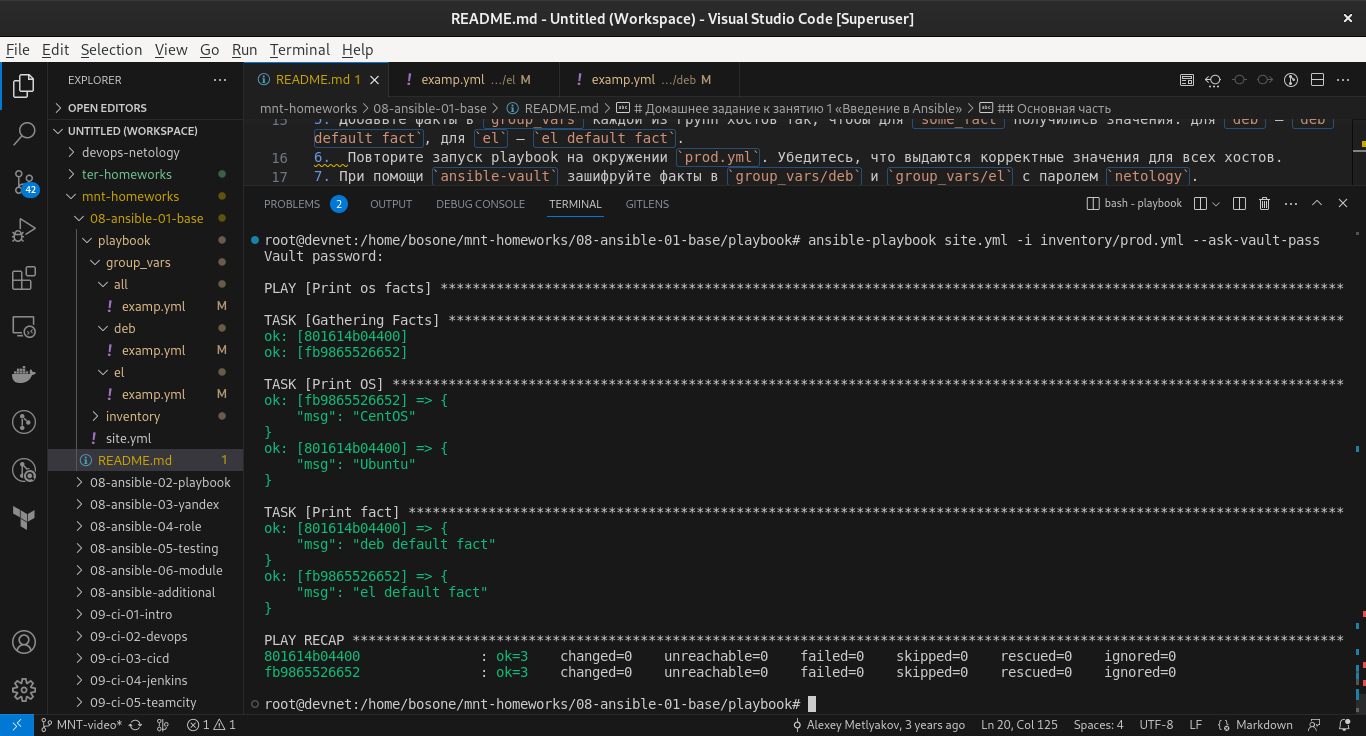 README.md - Untitled (Workspace) - Visual Studio Code [Superuser]
File Edit Selection View Go Run Terminal Help
EXPLORER
README.md 1
examp.yml .../el M
examp.yml .../deb M
OPEN EDITORS
UNTITLED (WORKSPACE)
devops-netology
ter-homeworks
mnt-homeworks
08-ansible-01-base
playbook
group_vars
all
examp.yml M
deb
examp.yml M
el
examp.yml M
inventory
site.yml
README.md 1
08-ansible-02-playbook
08-ansible-03-yandex
08-ansible-04-role
08-ansible-05-testing
08-ansible-06-module
08-ansible-additional
09-ci-01-intro
09-ci-02-devops
09-ci-03-cicd
09-ci-04-jenkins
09-ci-05-teamcity
42
mnt-homeworks > 08-ansible-01-base > README.md > # Домашнее задание к занятию 1 «Введение в Ansible» > ## Основная часть
15 5. Добавьте факты в `group_vars` каждой из групп хостов так, чтобы для `some_fact` получились значения: для `deb` — `deb
default fact`, для `el` — `el default fact`.
16 6.  Повторите запуск playbook на окружении `prod.yml`. Убедитесь, что выдаются корректные значения для всех хостов.
17 7. При помощи `ansible-vault` зашифруйте факты в `group_vars/deb` и `group_vars/el` с паролем `netology`.
PROBLEMS 2 OUTPUT DEBUG CONSOLE TERMINAL GITLENS bash - playbook
root@devnet:/home/bosone/mnt-homeworks/08-ansible-01-base/playbook# ansible-playbook site.yml -i inventory/prod.yml --ask-vault-pass
Vault password:
PLAY [Print os facts] *****************************************************************************************************************
TASK [Gathering Facts] ****************************************************************************************************************
ok: [801614b04400]
ok: [fb9865526652]
TASK [Print OS] ***********************************************************************************************************************
ok: [fb9865526652] => {
    "msg": "CentOS"
}
ok: [801614b04400] => {
    "msg": "Ubuntu"
}
TASK [Print fact] *********************************************************************************************************************
ok: [801614b04400] => {
    "msg": "deb default fact"
}
ok: [fb9865526652] => {
    "msg": "el default fact"
}
PLAY RECAP ****************************************************************************************************************************
801614b04400               : ok=3    changed=0    unreachable=0    failed=0    skipped=0    rescued=0    ignored=0
fb9865526652               : ok=3    changed=0    unreachable=0    failed=0    skipped=0    rescued=0    ignored=0
root@devnet:/home/bosone/mnt-homeworks/08-ansible-01-base/playbook#
MNT-video* 1 1 Alexey Metlyakov, 3 years ago Ln 20, Col 125 Spaces: 4 UTF-8 LF Markdown